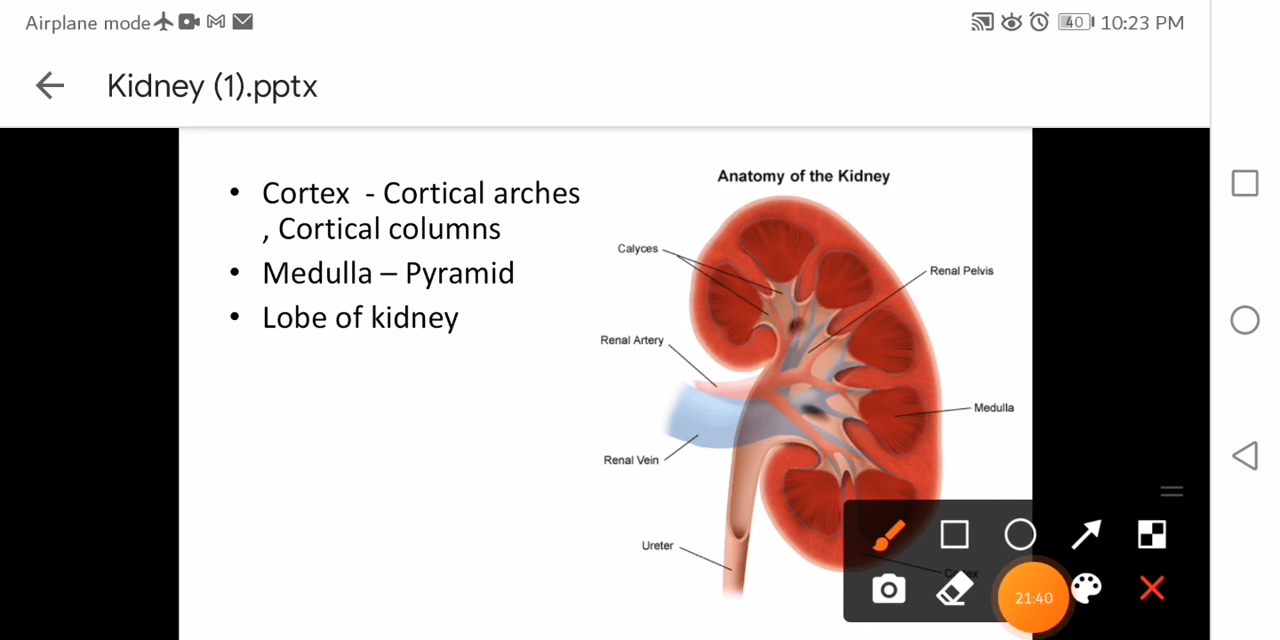 Airplane mode
40 10:23 PM
Kidney (1).pptx
• Cortex - Cortical arches
, Cortical columns
• Medulla – Pyramid
• Lobe of kidney
Anatomy of the Kidney
Calyces
Renal Pelvis
Renal Artery
Medulla
Renal Vein
Ureter
21:40